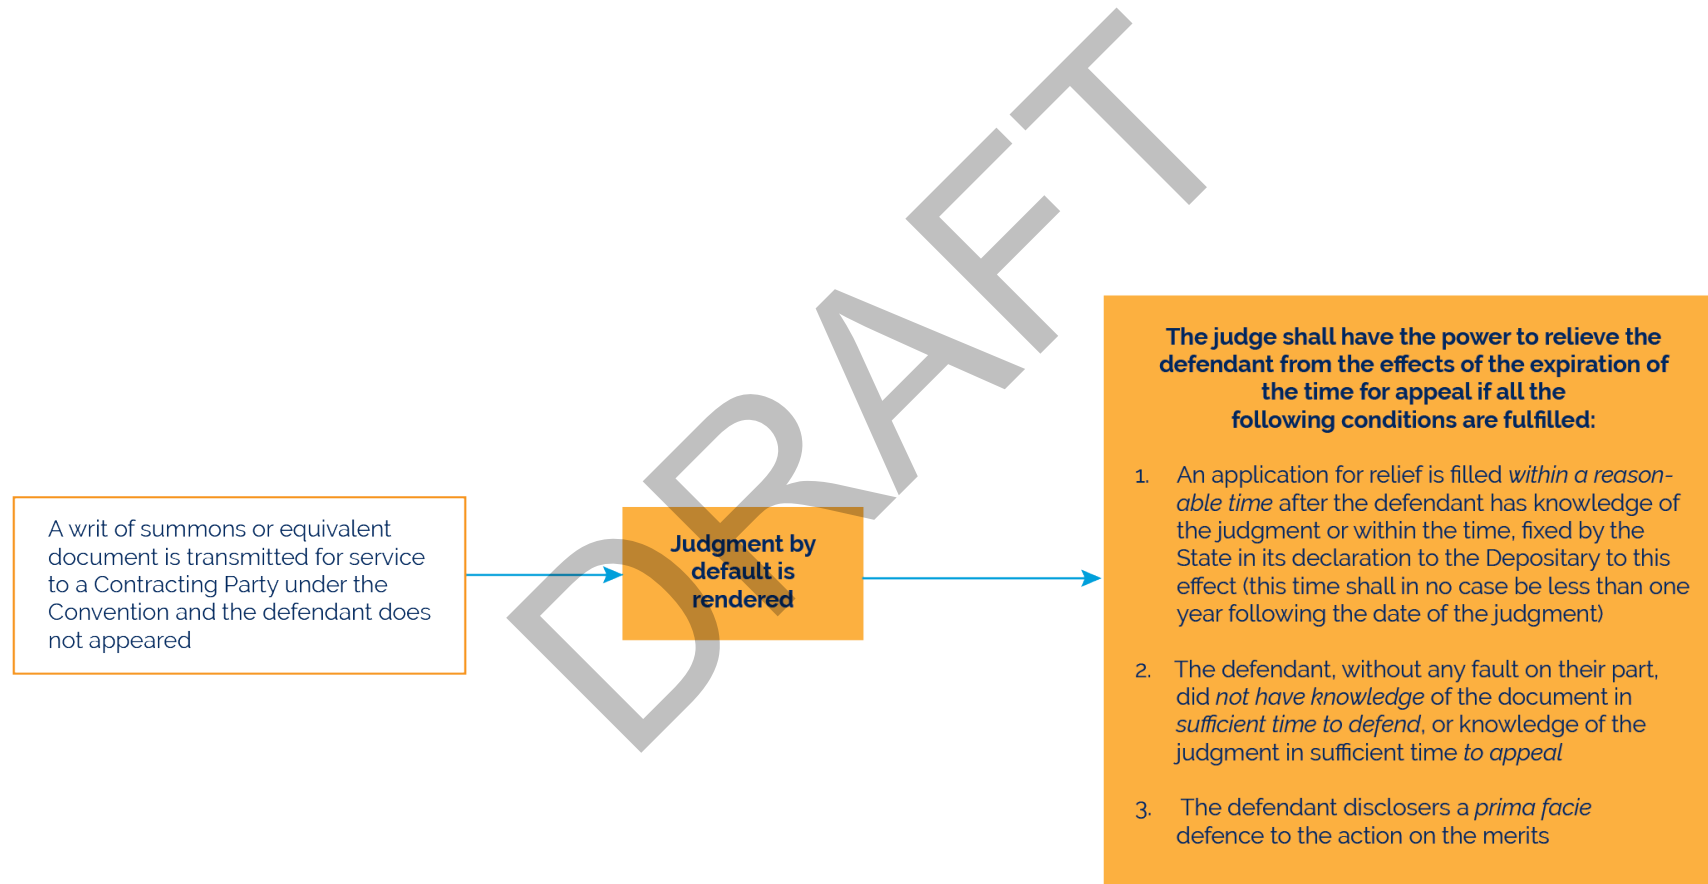 DRAFT
A writ of summons or equivalent
document is transmitted for service
to a Contracting Party under the
Convention and the defendant does
not appeared
Judgment by
default is
rendered
The judge shall have the power to relieve the
defendant from the effects of the expiration of
the time for appeal if all the
following conditions are fulfilled:
1. An application for relief is filled within a reason-
able time after the defendant has knowledge of
the judgment or within the time, fixed by the
State in its declaration to the Depositary to this
effect (this time shall in no case be less than one
year following the date of the judgment)
2. The defendant, without any fault on their part,
did not have knowledge of the document in
sufficient time to defend, or knowledge of the
judgment in sufficient time to appeal
3. The defendant disclosers a prima facie
defence to the action on the merits